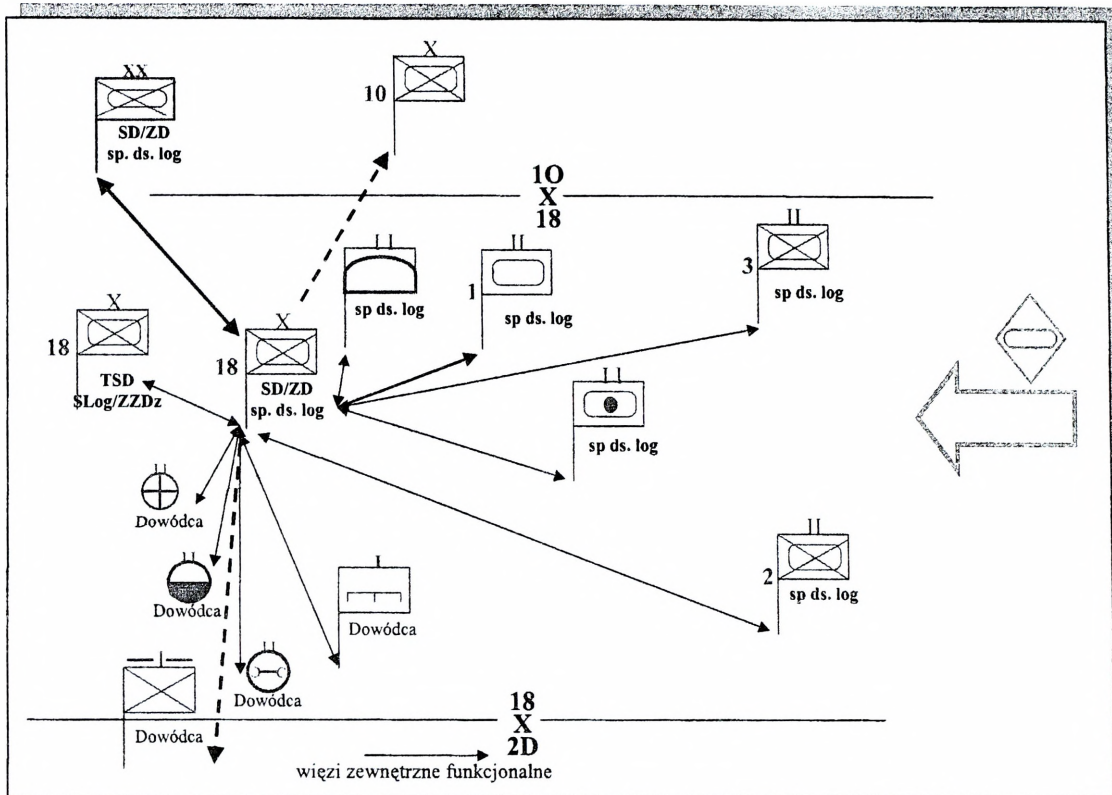 XX
SD/ZD
sp. ds. log
X
10
1O
X
18
II
sp ds. log
II
1
sp ds. log
II
3
sp ds. log
X
18
TSD
$Log/ZZDz
X
18
SD/ZD
sp. ds. log
II
sp ds. log
II
Dowódca
II
Dowódca
II
Dowódca
I
Dowódca
II
2
sp ds. log
I
Dowódca
18
X
2D
więzi zewnętrzne funkcjonalne